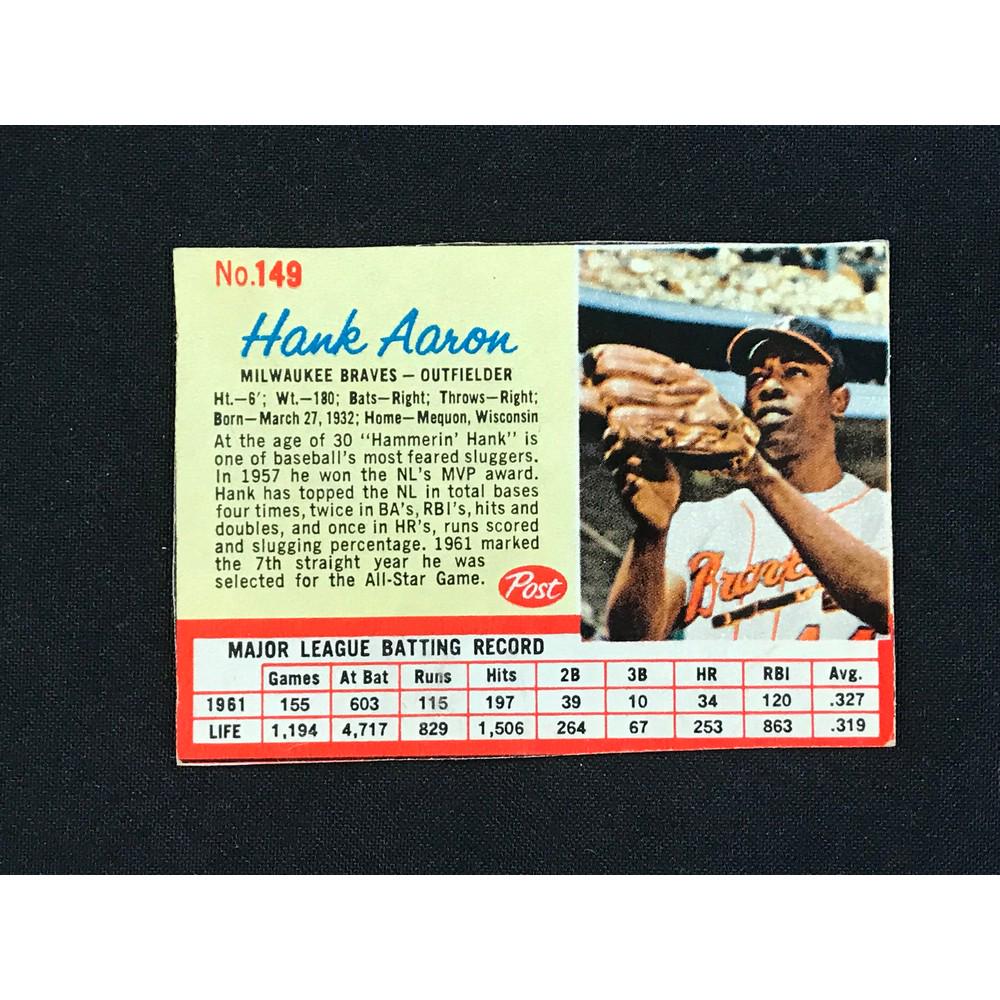 No.149
Hank Aaron
MILWAUKEE BRAVES — OUTFIELDER
Ht.—6'; Wt.—180; Bats—Right; Throws—Right;
Born—March 27, 1932; Home—Mequon, Wisconsin
At the age of 30 "Hammerin' Hank" is
one of baseball's most feared sluggers.
In 1957 he won the NL's MVP award.
Hank has topped the NL in total bases
four times, twice in BA's, RBI's, hits and
doubles, and once in HR's, runs scored
and slugging percentage. 1961 marked
the 7th straight year he was
selected for the All-Star Game.
Post
Braves
44
MAJOR LEAGUE BATTING RECORD
Games At Bat Runs Hits 2B 3B HR RBI Avg.
1961 155 603 115 197 39 10 34 120 .327
LIFE 1,194 4,717 829 1,506 264 67 253 863 .319